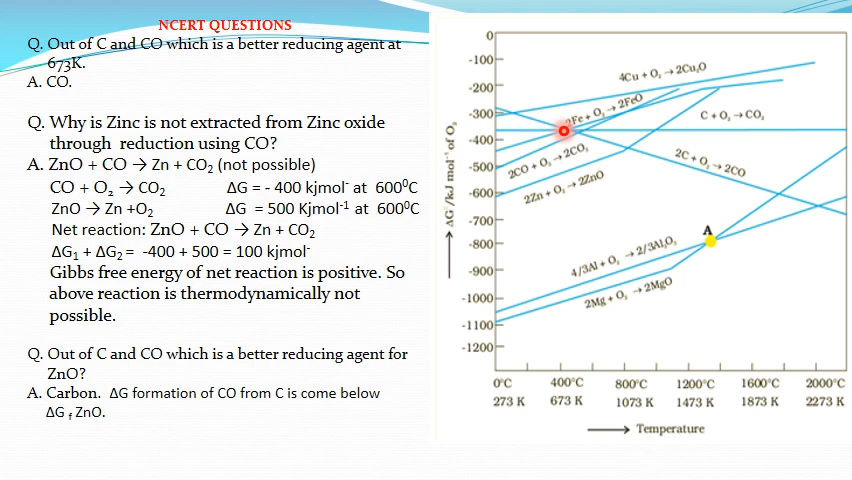 NCERT QUESTIONS
Q. Out of C and CO which is a better reducing agent at
673K.
A. CO.
Q. Why is Zinc is not extracted from Zinc oxide
through reduction using CO?
A. ZnO + CO → Zn + CO₂ (not possible)
CO + O₂ → CO₂ ΔG = - 400 kjmol⁻ at 600⁰C
ZnO → Zn +O₂ ΔG = 500 Kjmol⁻¹ at 600⁰C
Net reaction: ZnO + CO → Zn + CO₂
ΔG₁ + ΔG₂ = -400 + 500 = 100 kjmol⁻
Gibbs free energy of net reaction is positive. So
above reaction is thermodynamically not
possible.
Q. Out of C and CO which is a better reducing agent for
ZnO?
A. Carbon. ΔG formation of CO from C is come below
ΔG f ZnO.
0
-100
-200
-300
-400
-500
-600
-700
-800
-900
-1000
-1100
-1200
→ ΔG°/kJ mol⁻¹ of O₂
4Cu + O₂ → 2Cu₂O
2Fe + O₂ → 2FeO
C + O₂ → CO₂
2CO + O₂ → 2CO₂
2C + O₂ → 2CO
2Zn + O₂ → 2ZnO
A
4/3Al + O₂ → 2/3Al₂O₃
2Mg + O₂ → 2MgO
0°C 400°C 800°C 1200°C 1600°C 2000°C
273 K 673 K 1073 K 1473 K 1873 K 2273 K
→ Temperature